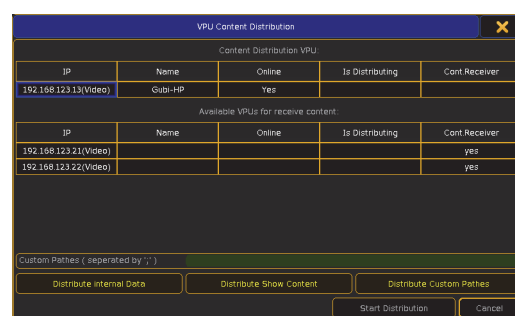 VPU Content Distribution
Content Distribution VPU:
IP Name Online Is Distributing Cont.Receiver
192.168.123.13(Video) Gubi-HP Yes
Available VPUs for receive content:
IP Name Online Is Distributing Cont.Receiver
192.168.123.21(Video) yes
192.168.123.22(Video) yes
Custom Pathes ( seperated by ';' )
Distribute internal Data Distribute Show Content Distribute Custom Pathes
Start Distribution Cancel